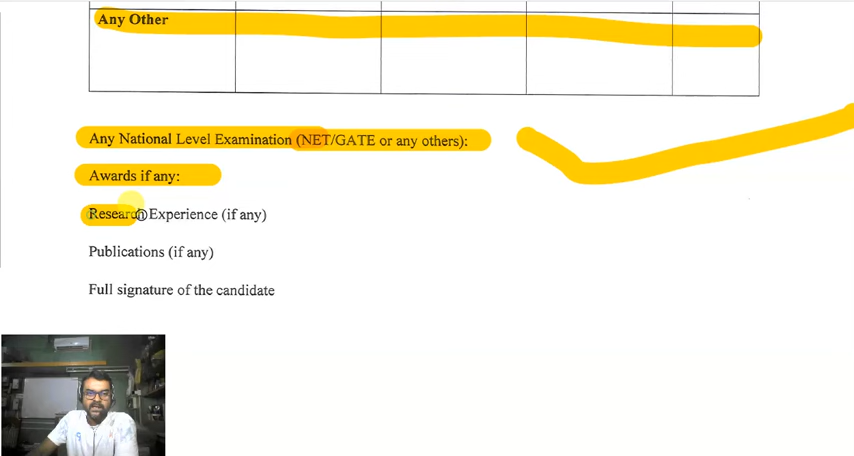 Any Other
Any National Level Examination (NET/GATE or any others):
Awards if any:
Research Experience (if any)
Publications (if any)
Full signature of the candidate